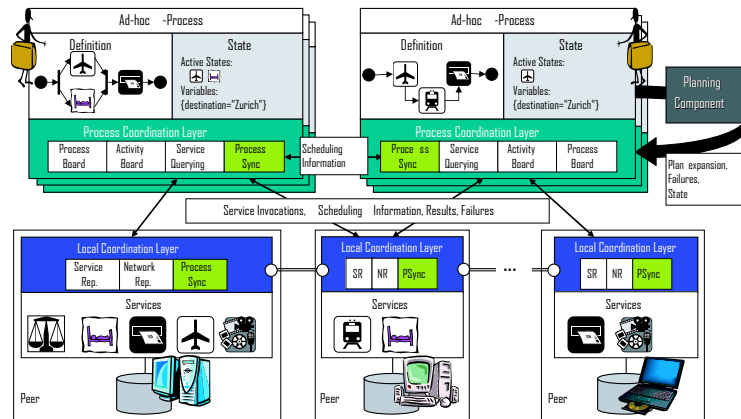 Ad-hoc -Process
Definition
State
Active States:
Variables:
{destination="Zurich"}
Process Coordination Layer
Process Board
Activity Board
Service Querying
Process Sync
Scheduling Information
Ad-hoc -Process
Definition
State
Active States:
Variables:
{destination="Zurich"}
Process Coordination Layer
Proce ss Sync
Service Querying
Activity Board
Process Board
Planning
Component
Plan expansion,
Failures,
State
Service Invocations, Scheduling Information, Results, Failures
Local Coordination Layer
Service Rep.
Network Rep.
Process Sync
Services
Peer
Local Coordination Layer
SR NR PSync
Services
Peer
...
Local Coordination Layer
SR NR PSync
Services
Peer